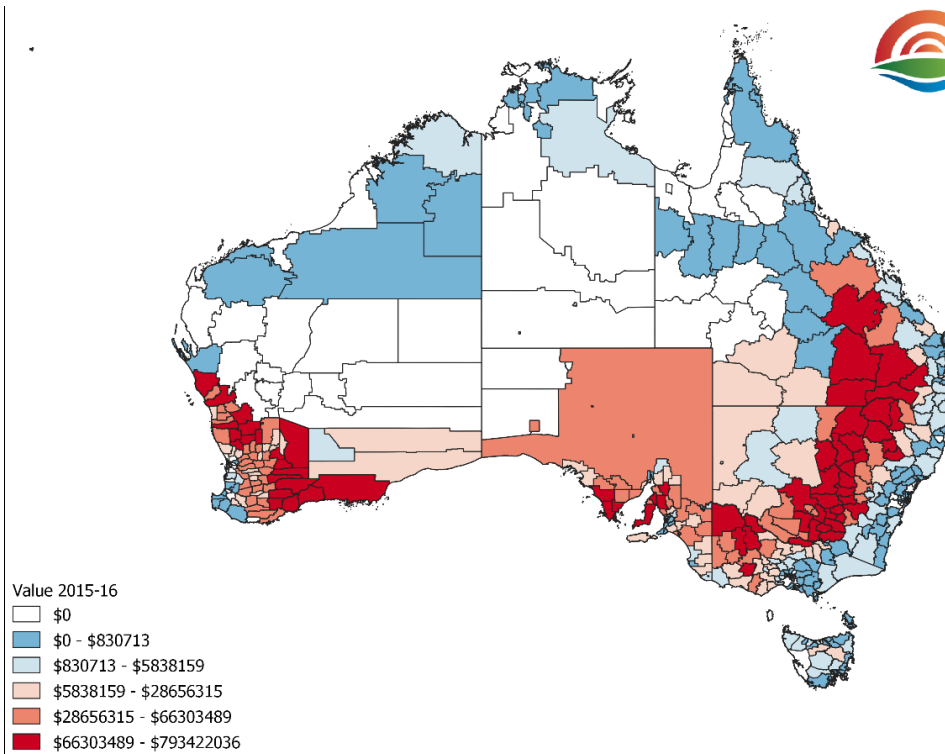 Value 2015-16
$0
$0 - $830713
$830713 - $5838159
$5838159 - $28656315
$28656315 - $66303489
$66303489 - $793422036